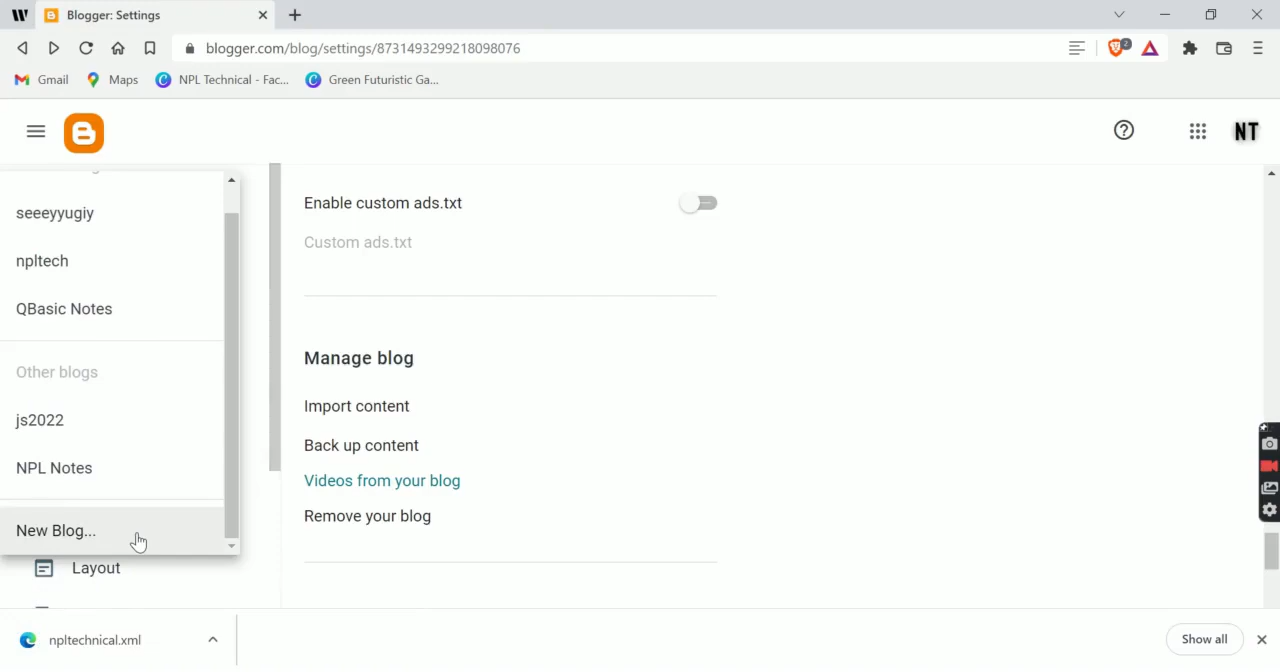 Blogger: Settings
blogger.com/blog/settings/8731493299218098076
2
Gmail
Maps
NPL Technical - Fac...
Green Futuristic Ga...
NT
seeeyyugiy
npltech
QBasic Notes
Other blogs
js2022
NPL Notes
New Blog...
Layout
Enable custom ads.txt
Custom ads.txt
Manage blog
Import content
Back up content
Videos from your blog
Remove your blog
npltechnical.xml
Show all